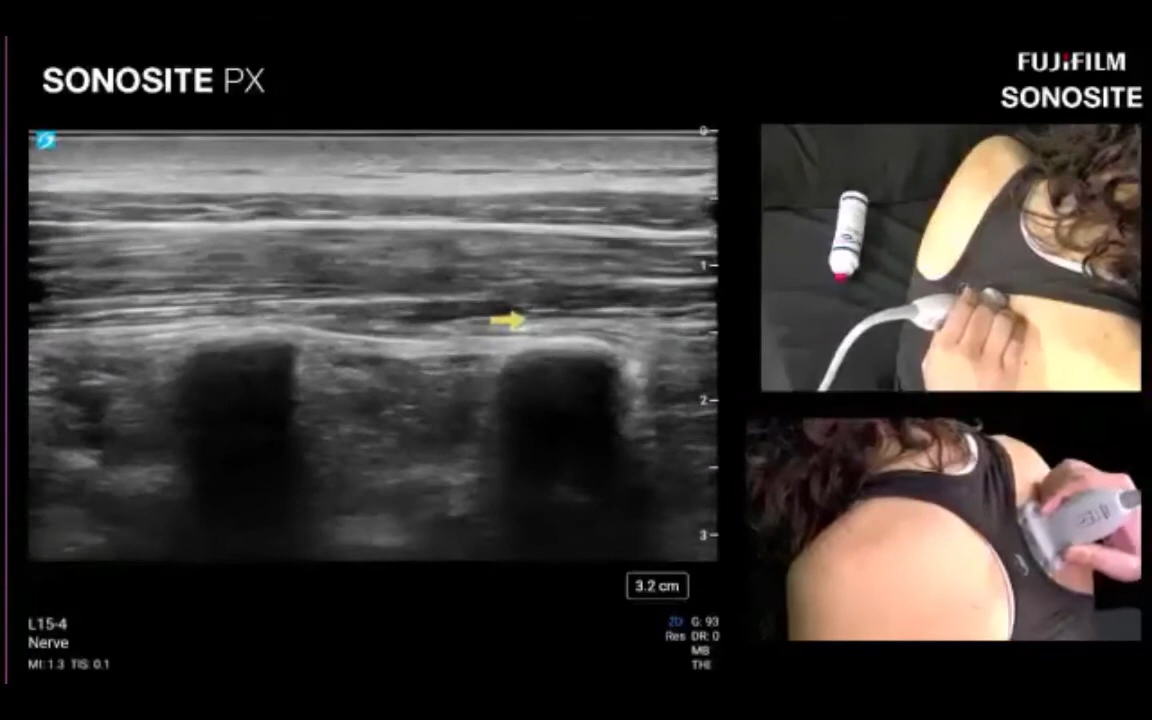 SONOSITE PX
FUJIFILM
SONOSITE
0
1
2
3
3.2 cm
L15-4
Nerve
MI: 1.3 TIS: 0.1
2D G: 93
Res DR: 0
MB
THI